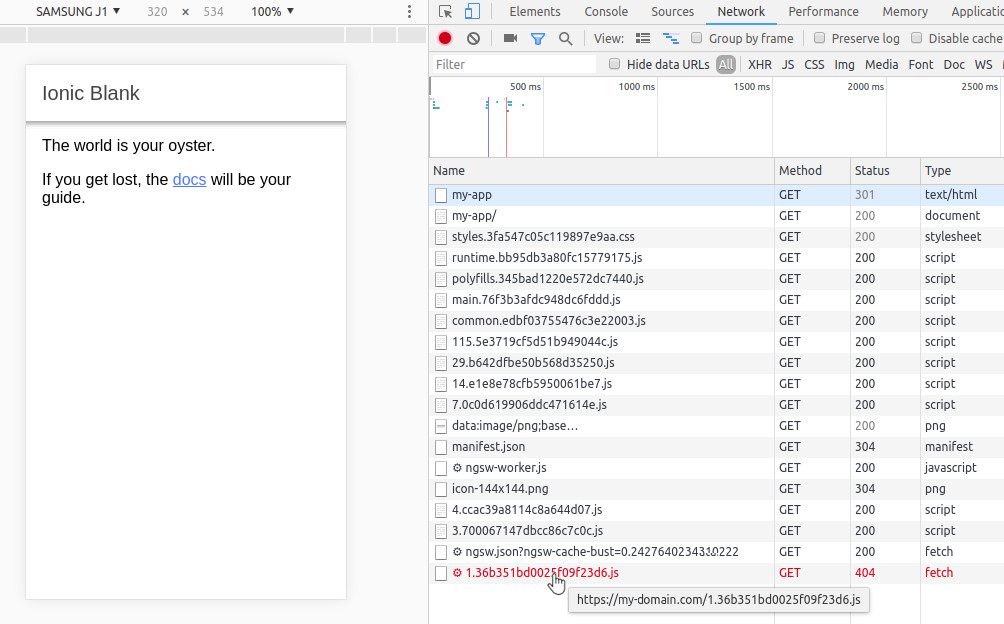 SAMSUNG J1 ▼ 320 × 534 100% ▼
Elements Console Sources Network Performance Memory Applicatio
View: Group by frame Preserve log Disable cache
Filter Hide data URLs All XHR JS CSS Img Media Font Doc WS
500 ms 1000 ms 1500 ms 2000 ms 2500 ms
Ionic Blank
The world is your oyster.
If you get lost, the docs will be your
guide.
Name Method Status Type
my-app GET 301 text/html
my-app/ GET 200 document
styles.3fa547c05c119897e9aa.css GET 200 stylesheet
runtime.bb95db3a80fc15779175.js GET 200 script
polyfills.345bad1220e572dc7440.js GET 200 script
main.76f3b3afdc948dc6fddd.js GET 200 script
common.edbf03755476c3e22003.js GET 200 script
115.5e3719cf5d51b949044c.js GET 200 script
29.b642dfbe50b568d35250.js GET 200 script
14.e1e8e78cfb5950061be7.js GET 200 script
7.0c0d619906ddc471614e.js GET 200 script
data:image/png;base… GET 200 png
manifest.json GET 304 manifest
ngsw-worker.js GET 200 javascript
icon-144x144.png GET 304 png
4.ccac39a8114c8a644d07.js GET 200 script
3.700067147dbcc86c7c0c.js GET 200 script
GET 200 fetch
1.36b351bd0025f09f23d6.js GET 404 fetch
https://my-domain.com/1.36b351bd0025f09f23d6.js